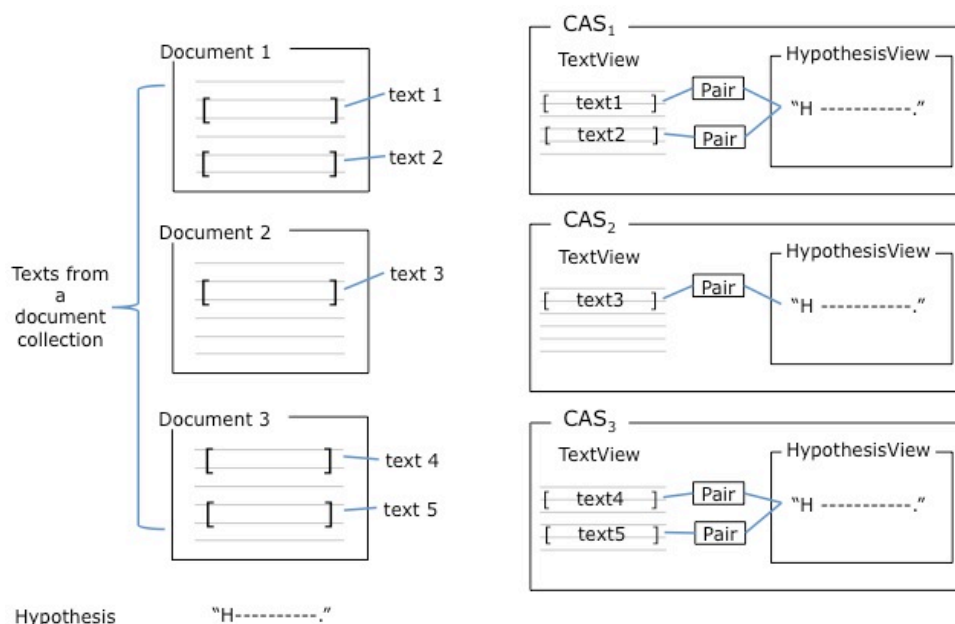 Document 1
text 1
text 2
Document 2
text 3
Texts from
a
document
collection
Document 3
text 4
text 5
Hypothesis
“H----------.”
CAS1
TextView
HypothesisView
[ text1 ]
Pair
“H -----------.”
[ text2 ]
Pair
CAS2
TextView
HypothesisView
[ text3 ]
Pair
“H -----------.”
CAS3
TextView
HypothesisView
[ text4 ]
Pair
“H -----------.”
[ text5 ]
Pair